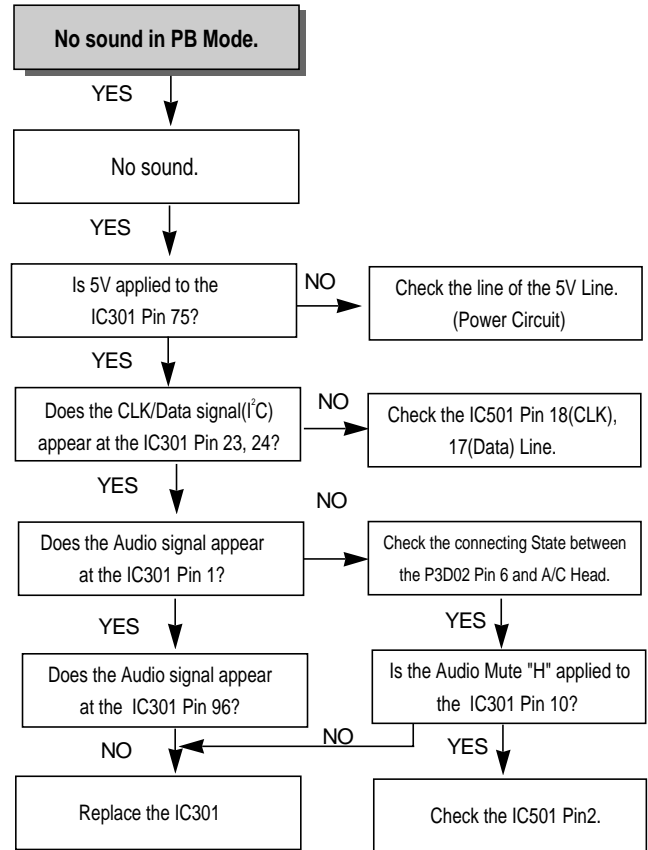 No sound in PB Mode.
YES
No sound.
YES
Is 5V applied to the
IC301 Pin 75?
NO
Check the line of the 5V Line.
(Power Circuit)
YES
Does the CLK/Data signal(I²C)
appear at the IC301 Pin 23, 24?
NO
Check the IC501 Pin 18(CLK),
17(Data) Line.
YES
NO
Does the Audio signal appear
at the IC301 Pin 1?
Check the connecting State between
the P3D02 Pin 6 and A/C Head.
YES
YES
Does the Audio signal appear
at the IC301 Pin 96?
Is the Audio Mute "H" applied to
the IC301 Pin 10?
NO
NO
YES
Replace the IC301
Check the IC501 Pin2.